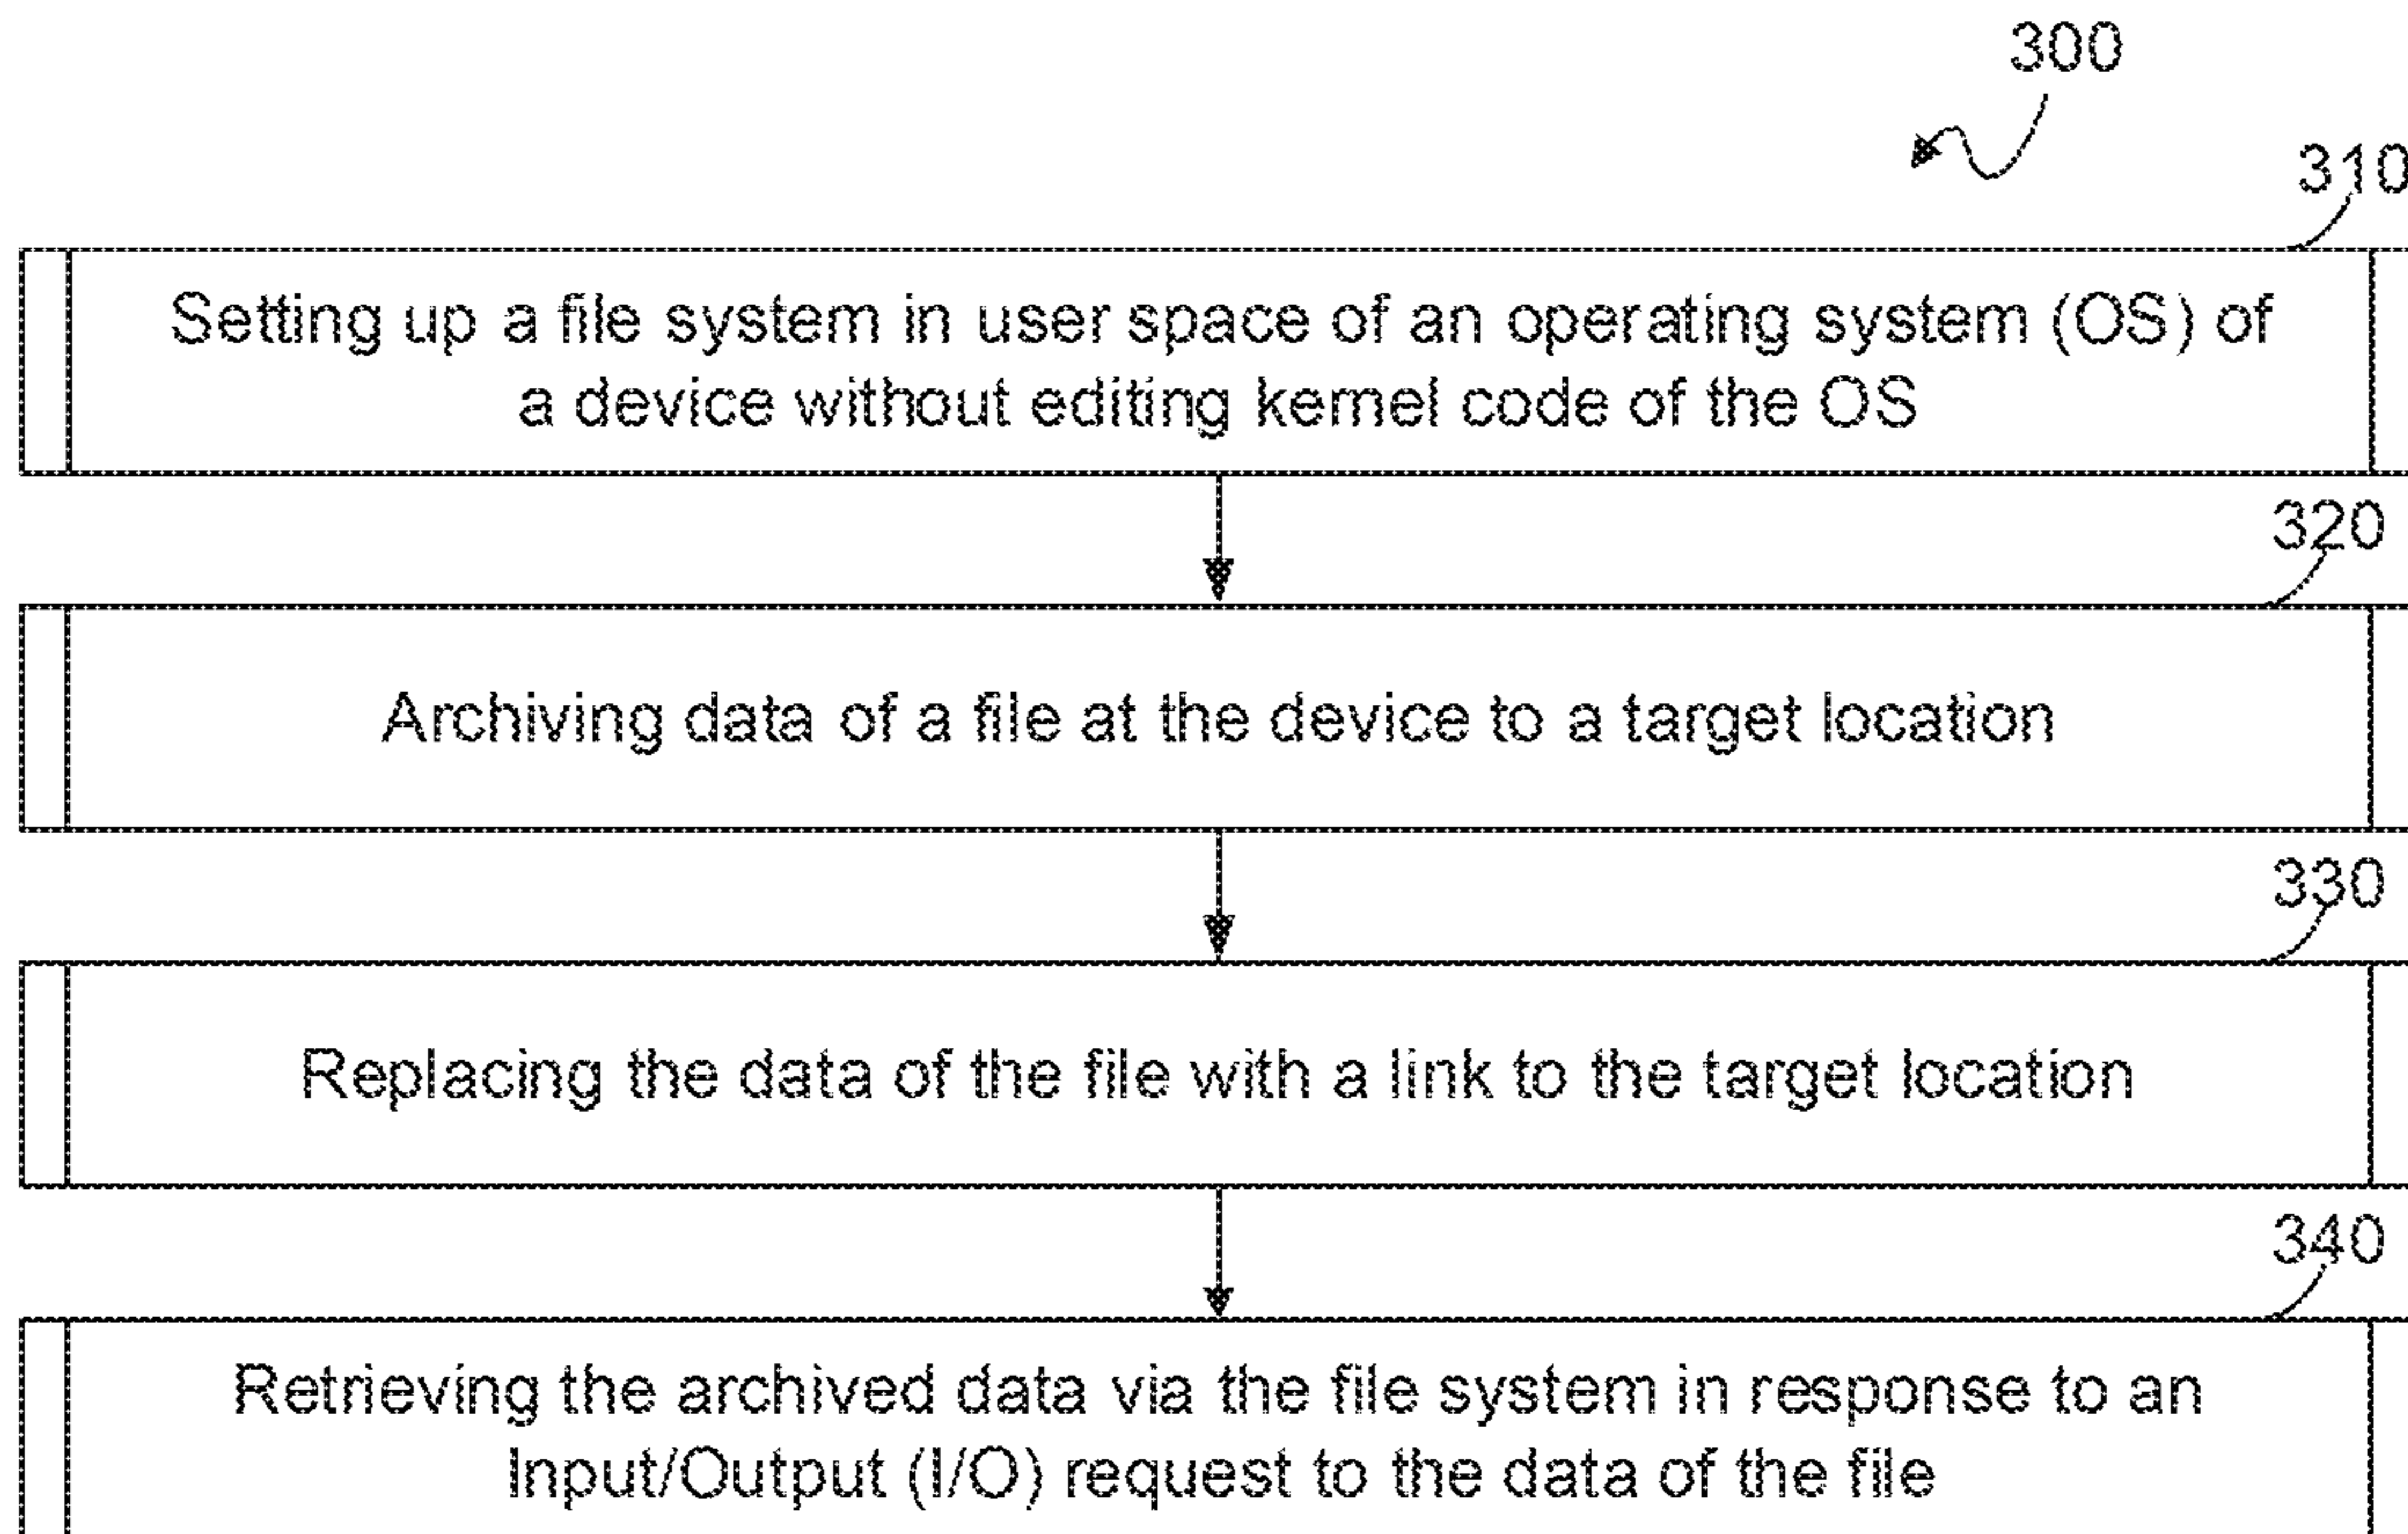 300
310
Setting up a file system in user space of an operating system (OS) of
a device without editing kernel code of the OS
320
Archiving data of a file at the device to a target location
330
Replacing the data of the file with a link to the target location
340
Retrieving the archived data via the file system in response to an
Input/Output (I/O) request to the data of the file